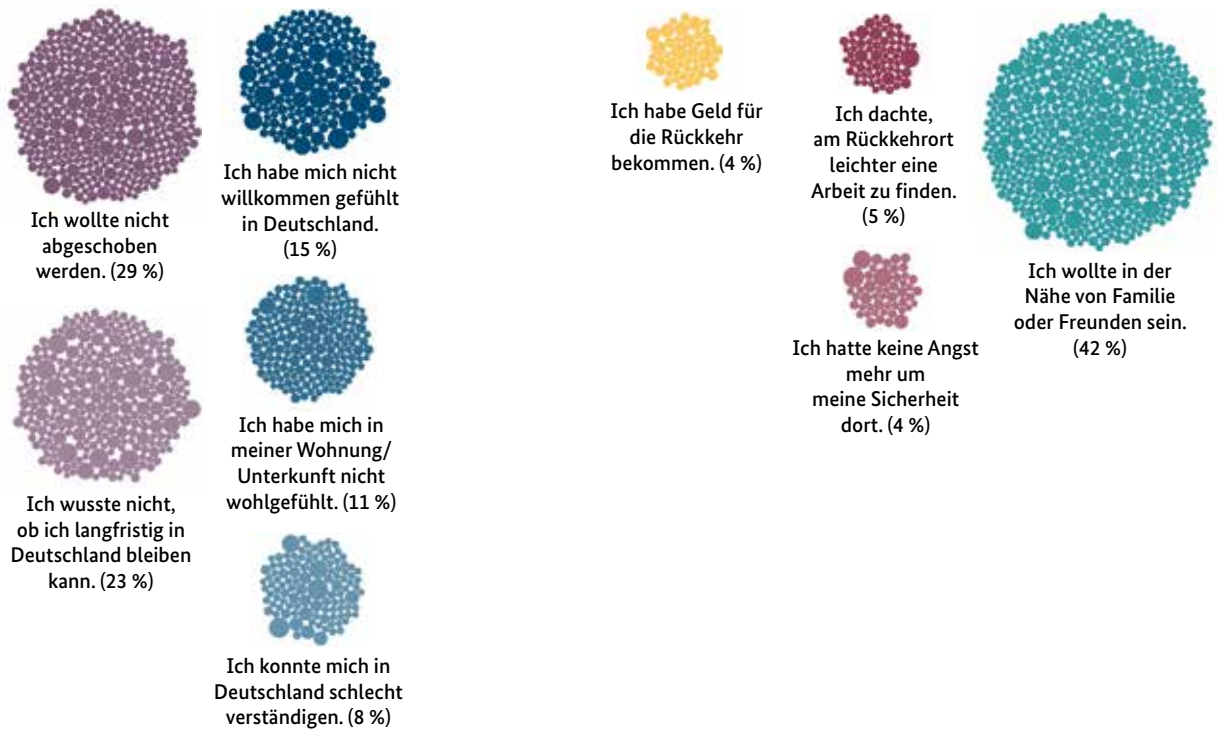 Ich wollte nicht
abgeschoben
werden. (29 %)
Ich habe mich nicht
willkommen gefühlt
in Deutschland.
(15 %)
Ich wusste nicht,
ob ich langfristig in
Deutschland bleiben
kann. (23 %)
Ich habe mich in
meiner Wohnung/
Unterkunft nicht
wohlgefühlt. (11 %)
Ich konnte mich in
Deutschland schlecht
verständigen. (8 %)
Ich habe Geld für
die Rückkehr
bekommen. (4 %)
Ich dachte,
am Rückkehrort
leichter eine
Arbeit zu finden.
(5 %)
Ich hatte keine Angst
mehr um
meine Sicherheit
dort. (4 %)
Ich wollte in der
Nähe von Familie
oder Freunden sein.
(42 %)